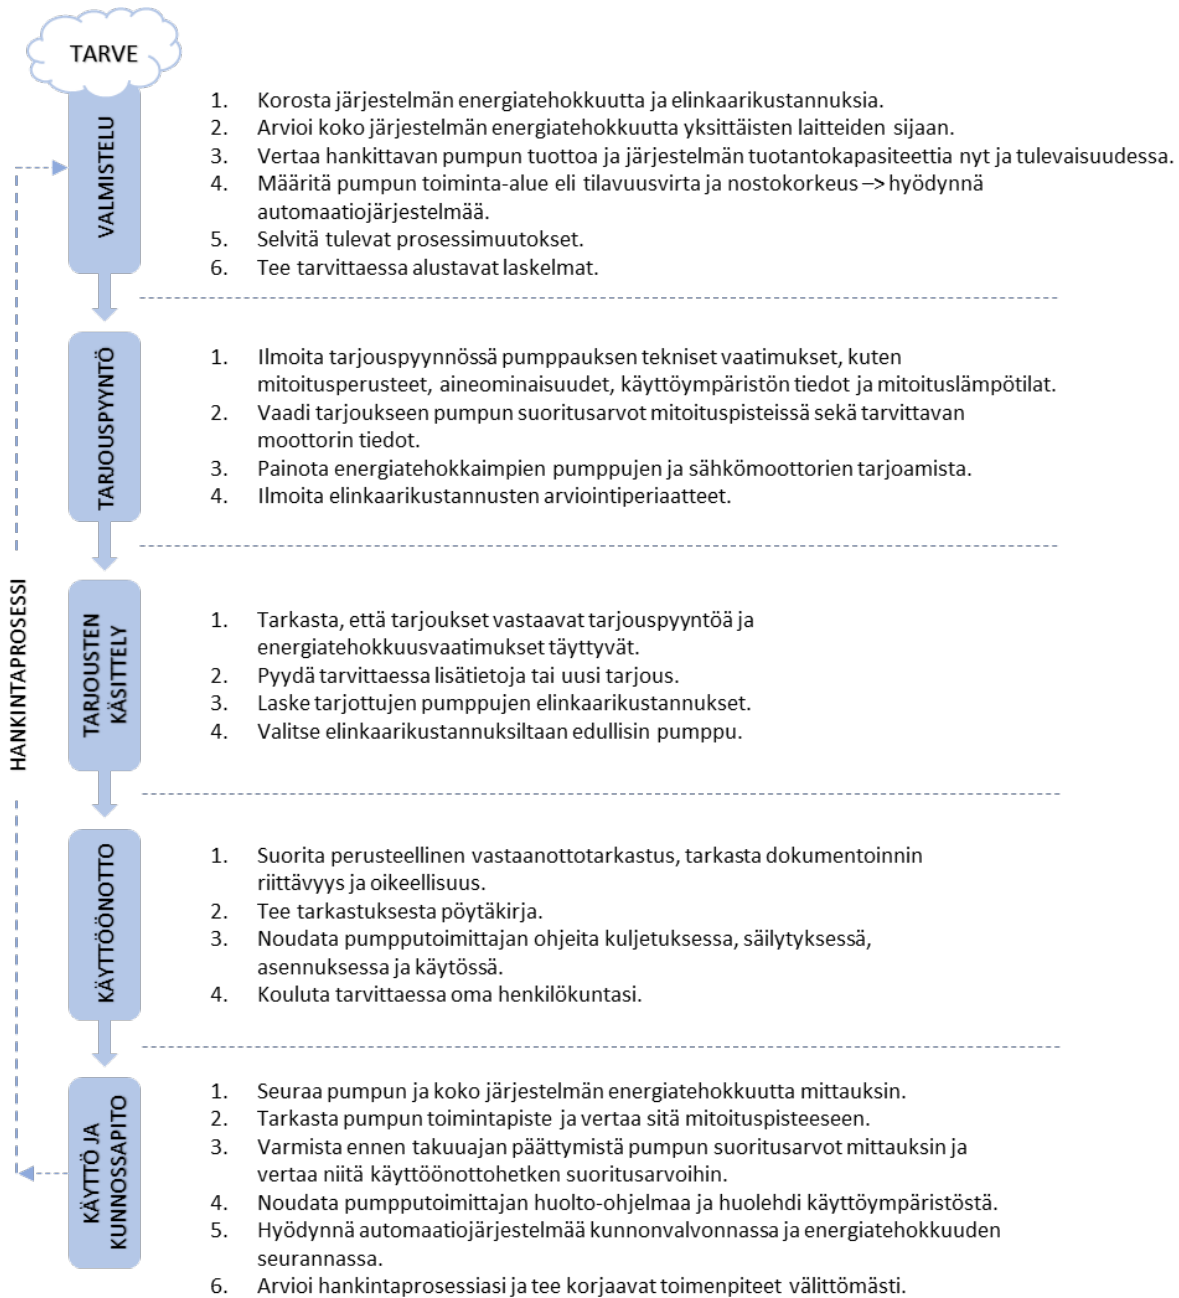 TARVE
VALMISTELU
1. Korosta järjestelmän energiatehokkuutta ja elinkaarikustannuksia.
2. Arvioi koko järjestelmän energiatehokkuutta yksittäisten laitteiden sijaan.
3. Vertaa hankittavan pumpun tuottoa ja järjestelmän tuotantokapasiteettia nyt ja tulevaisuudessa.
4. Määritä pumpun toiminta-alue eli tilavuusvirta ja nostokorkeus –> hyödynnä
automaatiojärjestelmää.
5. Selvitä tulevat prosessimuutokset.
6. Tee tarvittaessa alustavat laskelmat.
TARJOUSPYYNTÖ
1. Ilmoita tarjouspyynnössä pumppauksen tekniset vaatimukset, kuten
mitoitusperusteet, aineominaisuudet, käyttöympäristön tiedot ja mitoituslämpötilat.
2. Vaadi tarjoukseen pumpun suoritusarvot mitoituspisteissä sekä tarvittavan
moottorin tiedot.
3. Painota energiatehokkaimpien pumppujen ja sähkömoottorien tarjoamista.
4. Ilmoita elinkaarikustannusten arviointiperiaatteet.
HANKINTAPROSESSI
TARJOUSTEN
KÄSITTELY
1. Tarkasta, että tarjoukset vastaavat tarjouspyyntöä ja
energiatehokkuusvaatimukset täyttyvät.
2. Pyydä tarvittaessa lisätietoja tai uusi tarjous.
3. Laske tarjottujen pumppujen elinkaarikustannukset.
4. Valitse elinkaarikustannuksiltaan edullisin pumppu.
KÄYTTÖÖNOTTO
1. Suorita perusteellinen vastaanottotarkastus, tarkasta dokumentoinnin
riittävyys ja oikeellisuus.
2. Tee tarkastuksesta pöytäkirja.
3. Noudata pumpputoimittajan ohjeita kuljetuksessa, säilytyksessä,
asennuksessa ja käytössä.
4. Kouluta tarvittaessa oma henkilökuntasi.
KÄYTTÖ JA
KUNNOSSAPITO
1. Seuraa pumpun ja koko järjestelmän energiatehokkuutta mittauksin.
2. Tarkasta pumpun toimintapiste ja vertaa sitä mitoituspisteeseen.
3. Varmista ennen takuuajan päättymistä pumpun suoritusarvot mittauksin ja
vertaa niitä käyttöönottohetken suoritusarvoihin.
4. Noudata pumpputoimittajan huolto-ohjelmaa ja huolehdi käyttöympäristöstä.
5. Hyödynnä automaatiojärjestelmää kunnonvalvonnassa ja energiatehokkuuden
seurannassa.
6. Arvioi hankintaprosessiasi ja tee korjaavat toimenpiteet välittömästi.